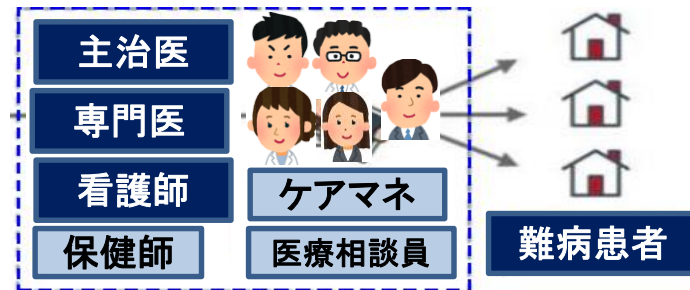 主治医
専門医
看護師
保健師
ケアマネ
医療相談員
難病患者